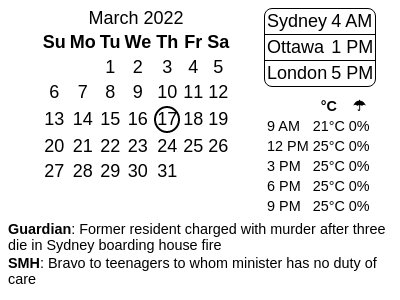 March 2022
Su Mo Tu We Th Fr Sa
1 2 3 4 5
6 7 8 9 10 11 12
13 14 15 16 17 18 19
20 21 22 23 24 25 26
27 28 29 30 31
Sydney 4 AM
Ottawa 1 PM
London 5 PM
°C ☂
9 AM 21°C 0%
12 PM 25°C 0%
3 PM 25°C 0%
6 PM 25°C 0%
9 PM 25°C 0%
Guardian: Former resident charged with murder after three
die in Sydney boarding house fire
SMH: Bravo to teenagers to whom minister has no duty of
care